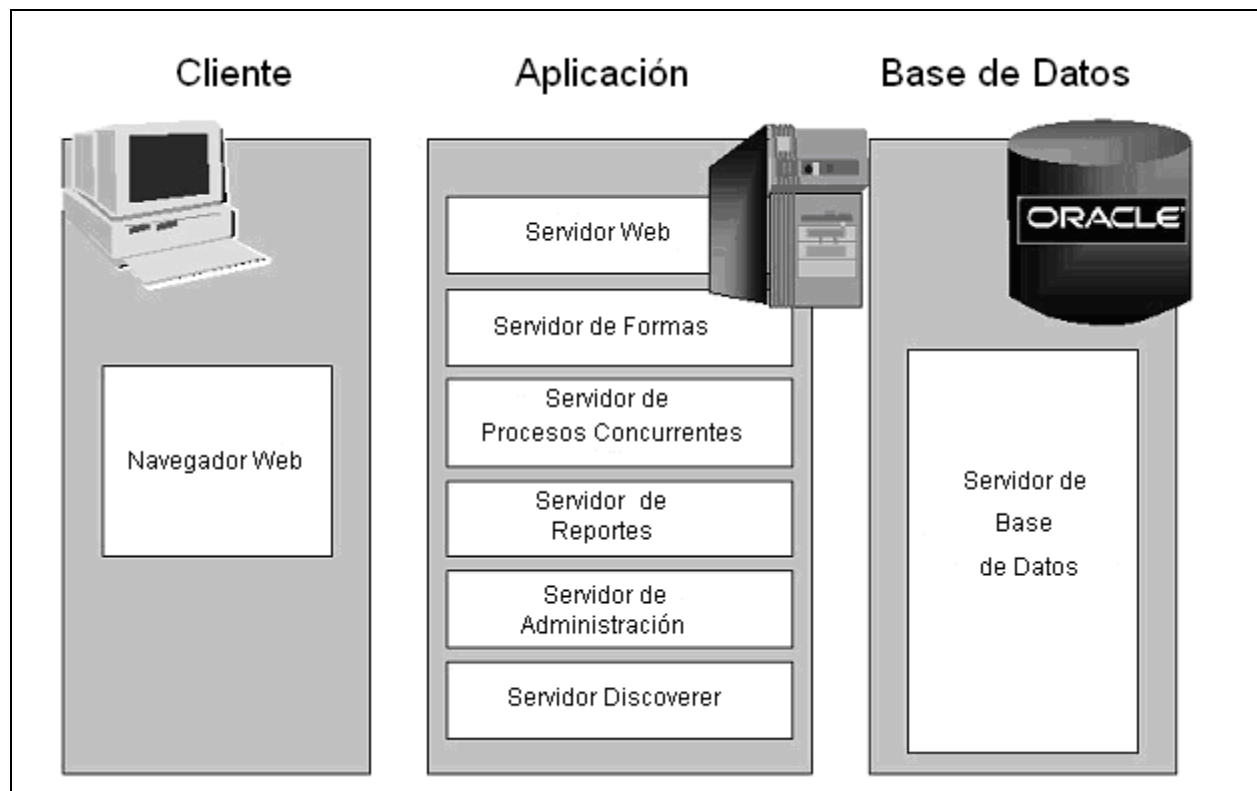 Cliente
Aplicación
Base de Datos
ORACLE
Servidor Web
Servidor de Formas
Servidor de
Procesos Concurrentes
Navegador Web
Servidor de
Reportes
Servidor de
Base
de Datos
Servidor de
Administración
Servidor Discoverer